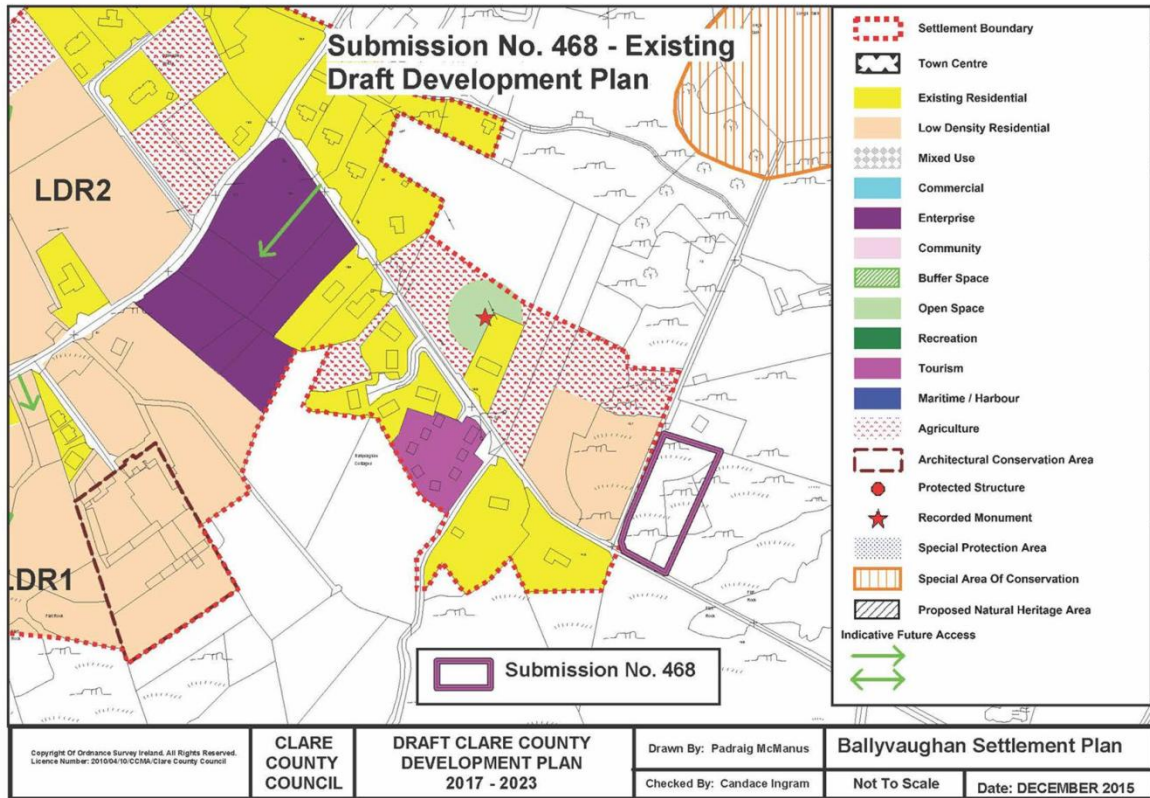 Submission No. 468 - Existing
Draft Development Plan
LDR2
LDR1
Submission No. 468
Settlement Boundary
Town Centre
Existing Residential
Low Density Residential
Mixed Use
Commercial
Enterprise
Community
Buffer Space
Open Space
Recreation
Tourism
Maritime / Harbour
Agriculture
Architectural Conservation Area
Protected Structure
Recorded Monument
Special Protection Area
Special Area Of Conservation
Proposed Natural Heritage Area
Indicative Future Access
Copyright Of Ordnance Survey Ireland. All Rights Reserved.
Licence Number: 2010/04/10/CCMA/Clare County Council
CLARE
COUNTY
COUNCIL
DRAFT CLARE COUNTY
DEVELOPMENT PLAN
2017 - 2023
Drawn By: Padraig McManus
Checked By: Candace Ingram
Ballyvaughan Settlement Plan
Not To Scale
Date: DECEMBER 2015